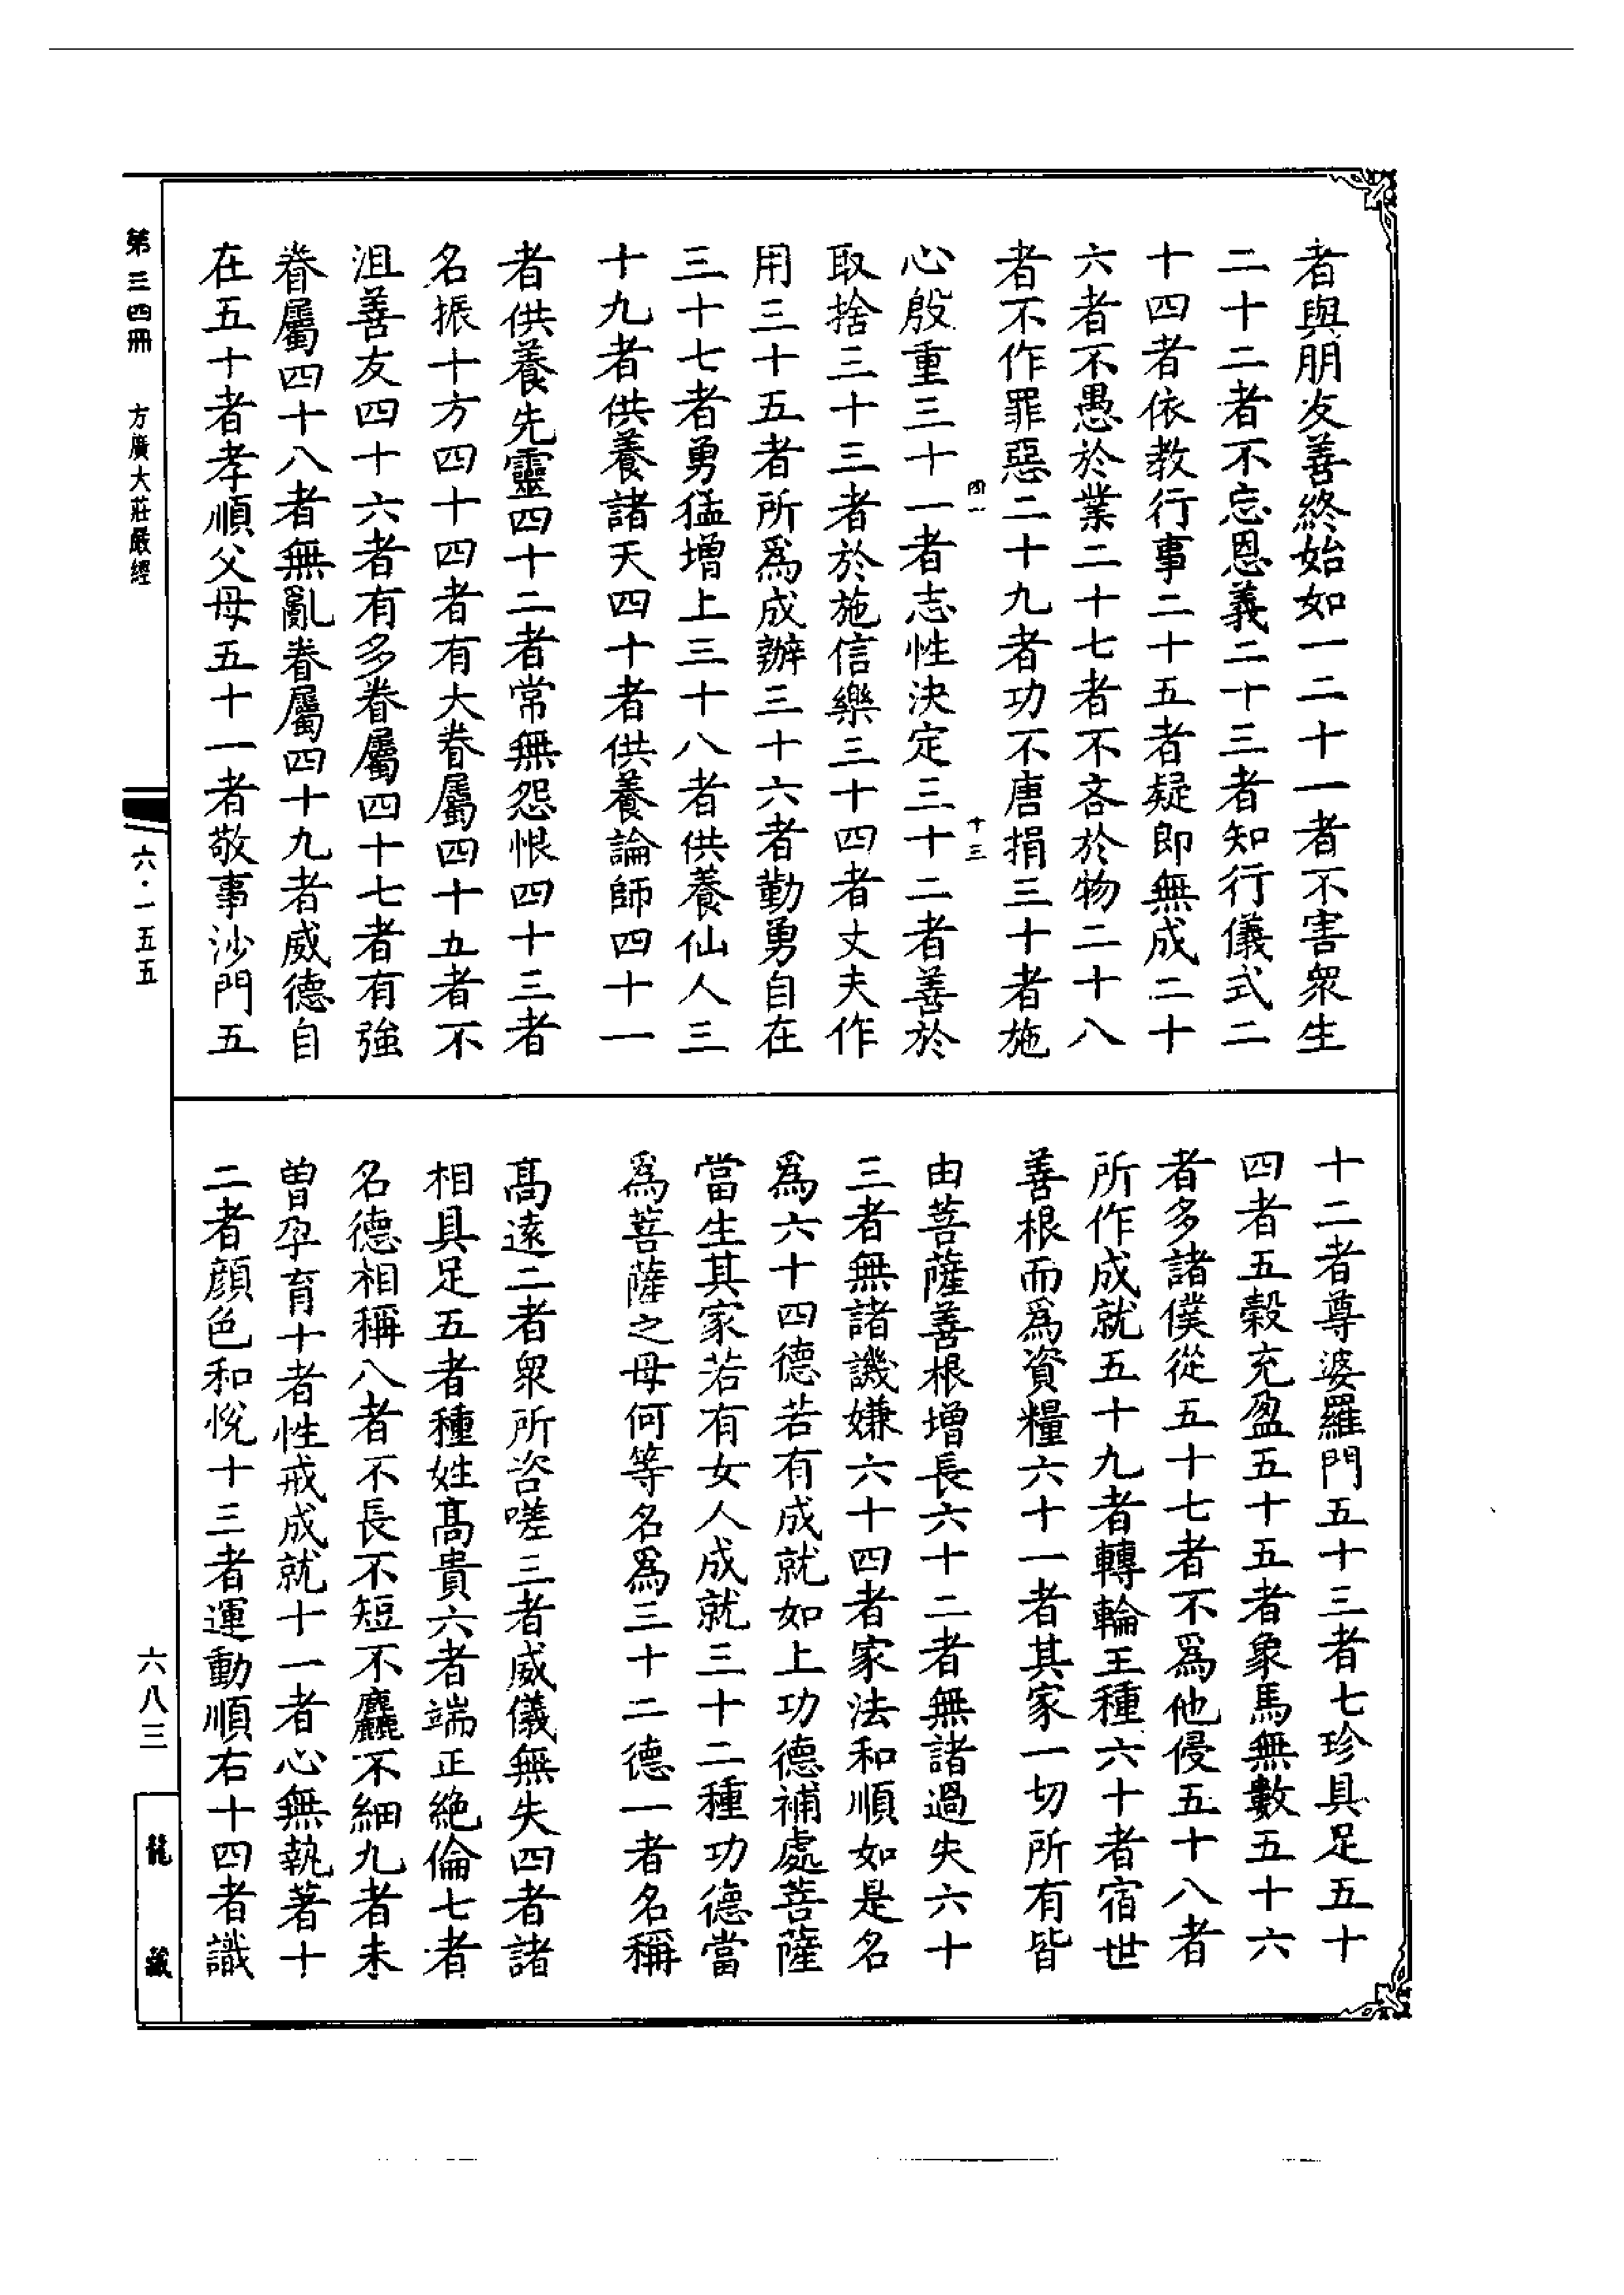 者與朋友善終始如一二十一者不害衆生
二十二者不忘恩義二十三者知行儀式二
十四者依教行事二十五者疑即無成二十
六者不愚於業二十七者不吝於物二十八
者不作罪惡二十九者功不唐捐三十者施
四一 十三
心殷重三十一者志性決定三十二者善於
取捨三十三者於施信樂三十四者丈夫作
用三十五者所爲成辦三十六者勤勇自在
三十七者勇猛增上三十八者供養仙人三
十九者供養諸天四十者供養論師四十一
者供養先靈四十二者常無怨恨四十三者
名振十方四十四者有大眷屬四十五者不
沮善友四十六者有多眷屬四十七者有強
眷屬四十八者無亂眷屬四十九者威德自
在五十者孝順父母五十一者敬事沙門五
十二者尊婆羅門五十三者七珍具足五十
四者五穀充盈五十五者象馬無數五十六
者多諸僕從五十七者不爲他侵五十八者
所作成就五十九者轉輪王種六十者宿世
善根而爲資糧六十一者其家一切所有皆
由菩薩善根增長六十二者無諸過失六十
三者無諸譏嫌六十四者家法和順如是名
爲六十四德若有成就如上功德補處菩薩
當生其家若有女人成就三十二種功德當
爲菩薩之母何等名爲三十二德一者名稱
高遠二者衆所咨嗟三者威儀無失四者諸
相具足五者種姓高貴六者端正絶倫七者
名德相稱八者不長不短不麤不細九者未
曾孕育十者性戒成就十一者心無執著十
二者顔色和悅十三者運動順右十四者識
第三四冊 方廣大莊嚴經
六·一五五
六八三
龍藏